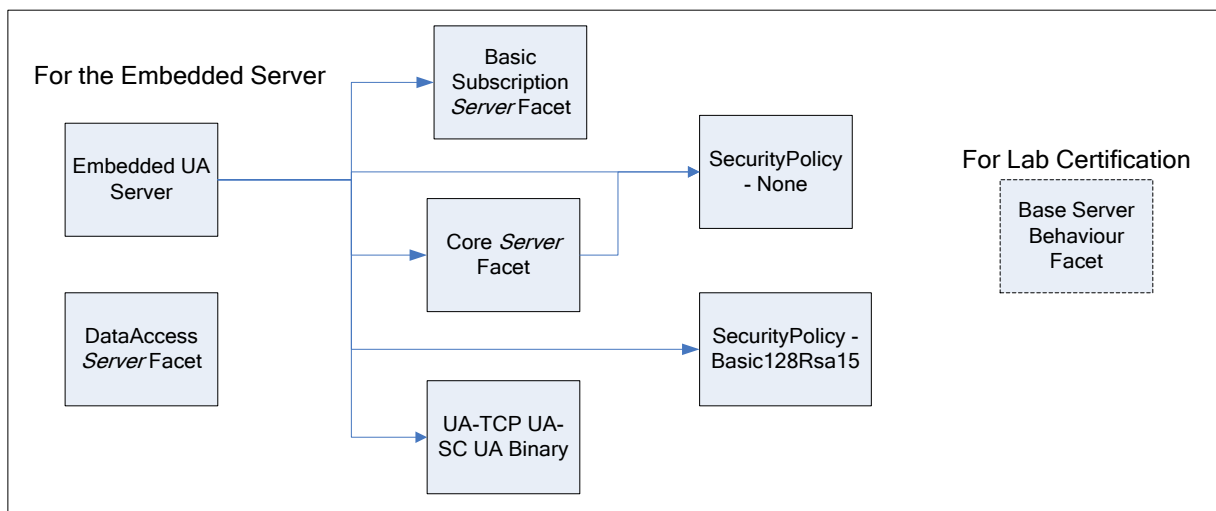 For the Embedded Server
Basic
Subscription
Server Facet
Embedded UA
Server
SecurityPolicy
- None
For Lab Certification
Base Server
Behaviour
Facet
Core Server
Facet
DataAccess
Server Facet
SecurityPolicy -
Basic128Rsa15
UA-TCP UA-
SC UA Binary